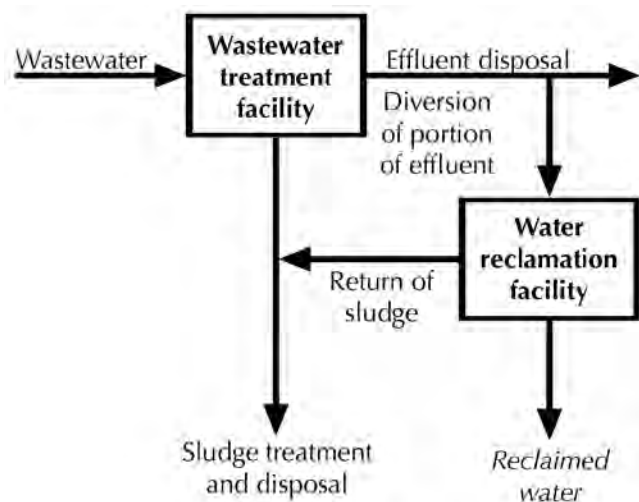 Wastewater
Wastewater
treatment
facility
Effluent disposal
Diversion
of portion
of effluent
Water
reclamation
facility
Return of
sludge
Sludge treatment
and disposal
Reclaimed
water